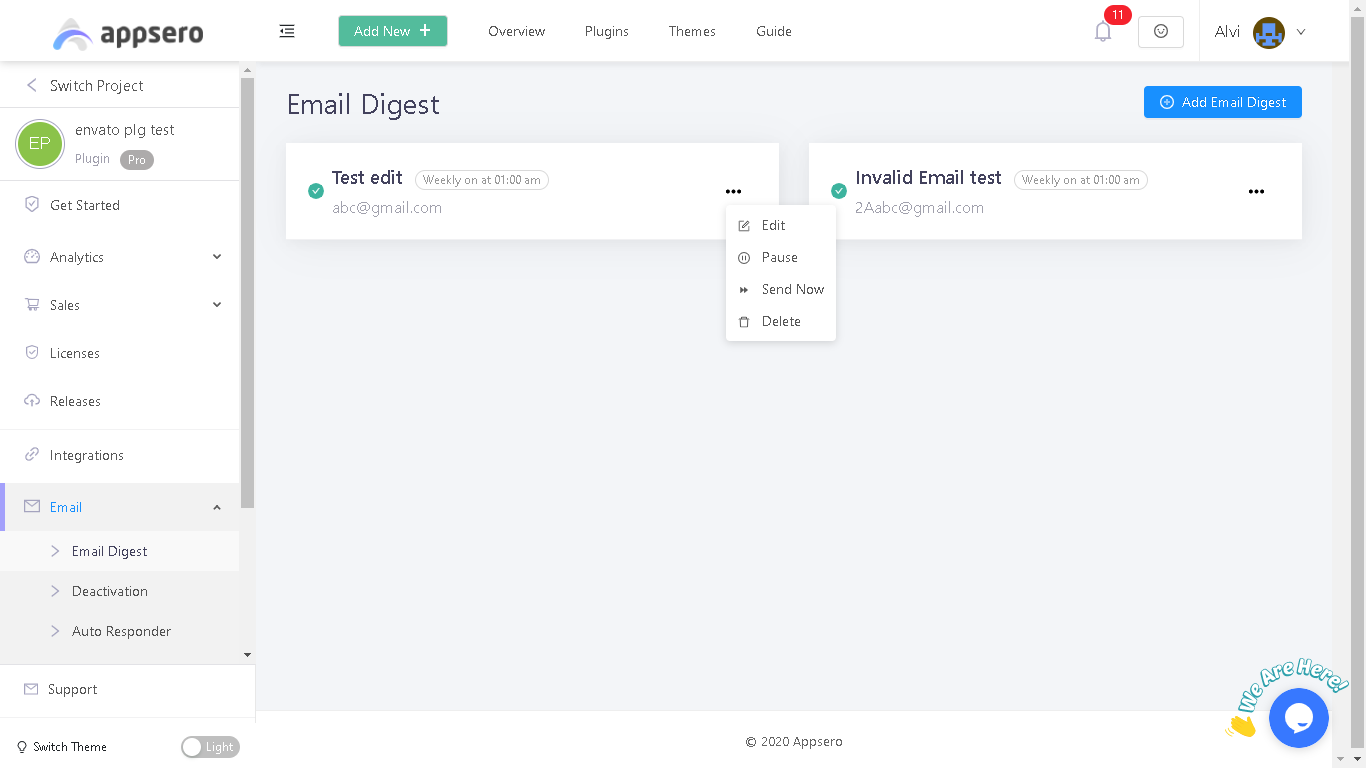 appsero
Add New +
Overview
Plugins
Themes
Guide
11
Alvi
Switch Project
EP
envato plg test
Plugin
Pro
Get Started
Analytics
Sales
Licenses
Releases
Integrations
Email
Email Digest
Deactivation
Auto Responder
Support
Switch Theme
Light
Email Digest
Add Email Digest
Test edit
Weekly on at 01:00 am
abc@gmail.com
Edit
Pause
Send Now
Delete
Invalid Email test
Weekly on at 01:00 am
2Aabc@gmail.com
© 2020 Appsero
We Are Here!